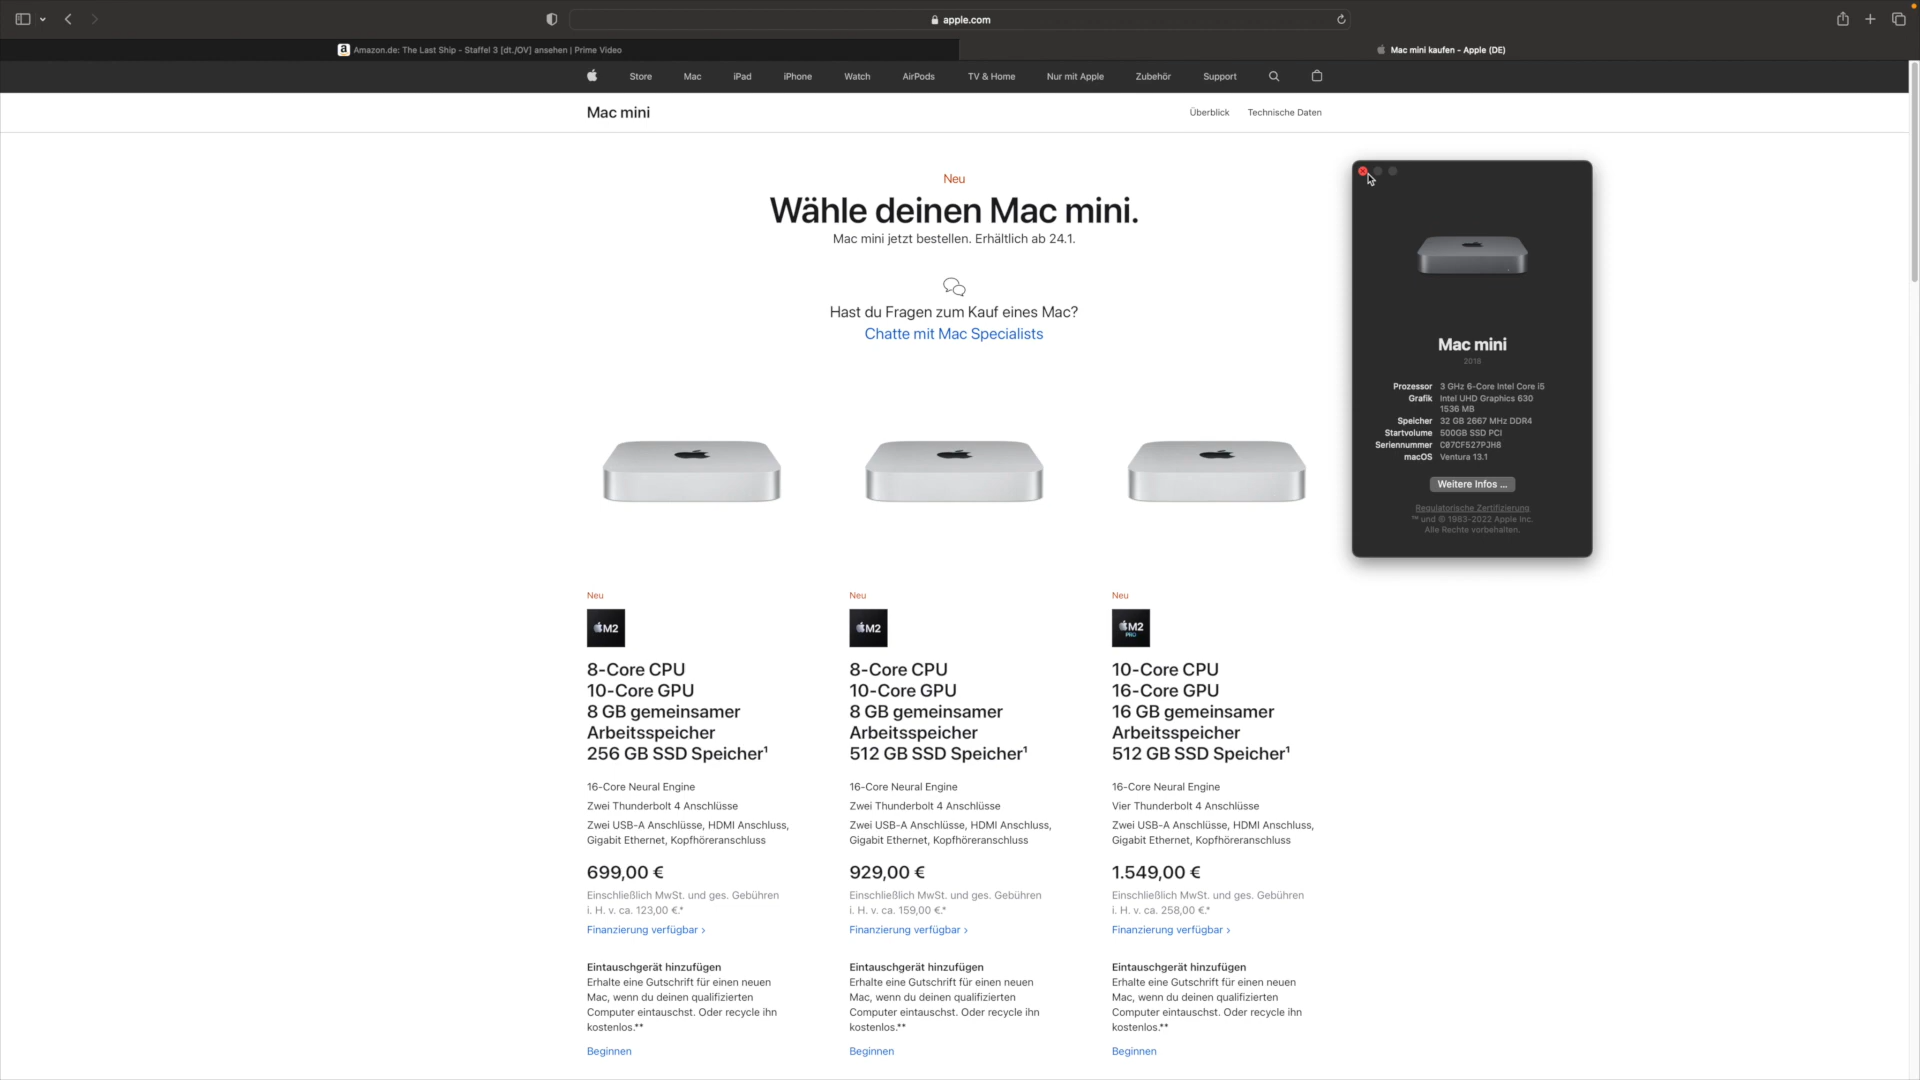 apple.com
Amazon.de: The Last Ship - Staffel 3 [dt./OV] ansehen | Prime Video
Mac mini kaufen - Apple (DE)
Store Mac iPad iPhone Watch AirPods TV & Home Nur mit Apple Zubehör Support
Mac mini
Überblick Technische Daten
Neu
Wähle deinen Mac mini.
Mac mini jetzt bestellen. Erhältlich ab 24.1.
Hast du Fragen zum Kauf eines Mac?
Chatte mit Mac Specialists
Mac mini
2018
Prozessor 3 GHz 6-Core Intel Core i5
Grafik Intel UHD Graphics 630
1536 MB
Speicher 32 GB 2667 MHz DDR4
Startvolume 500GB SSD PCI
Seriennummer C07CF527PJH8
macOS Ventura 13.1
Weitere Infos ...
Regulatorische Zertifizierung
™ und © 1983-2022 Apple Inc.
Alle Rechte vorbehalten.
Neu
M2
8-Core CPU
10-Core GPU
8 GB gemeinsamer
Arbeitsspeicher
256 GB SSD Speicher¹
16-Core Neural Engine
Zwei Thunderbolt 4 Anschlüsse
Zwei USB-A Anschlüsse, HDMI Anschluss,
Gigabit Ethernet, Kopfhöreranschluss
699,00 €
Einschließlich MwSt. und ges. Gebühren
i. H. v. ca. 123,00 €.*
Finanzierung verfügbar ›
Eintauschgerät hinzufügen
Erhalte eine Gutschrift für einen neuen
Mac, wenn du deinen qualifizierten
Computer eintauschst. Oder recycle ihn
kostenlos.**
Beginnen
Neu
M2
8-Core CPU
10-Core GPU
8 GB gemeinsamer
Arbeitsspeicher
512 GB SSD Speicher¹
16-Core Neural Engine
Zwei Thunderbolt 4 Anschlüsse
Zwei USB-A Anschlüsse, HDMI Anschluss,
Gigabit Ethernet, Kopfhöreranschluss
929,00 €
Einschließlich MwSt. und ges. Gebühren
i. H. v. ca. 159,00 €.*
Finanzierung verfügbar ›
Eintauschgerät hinzufügen
Erhalte eine Gutschrift für einen neuen
Mac, wenn du deinen qualifizierten
Computer eintauschst. Oder recycle ihn
kostenlos.**
Beginnen
Neu
M2
PRO
10-Core CPU
16-Core GPU
16 GB gemeinsamer
Arbeitsspeicher
512 GB SSD Speicher¹
16-Core Neural Engine
Vier Thunderbolt 4 Anschlüsse
Zwei USB-A Anschlüsse, HDMI Anschluss,
Gigabit Ethernet, Kopfhöreranschluss
1.549,00 €
Einschließlich MwSt. und ges. Gebühren
i. H. v. ca. 258,00 €.*
Finanzierung verfügbar ›
Eintauschgerät hinzufügen
Erhalte eine Gutschrift für einen neuen
Mac, wenn du deinen qualifizierten
Computer eintauschst. Oder recycle ihn
kostenlos.**
Beginnen